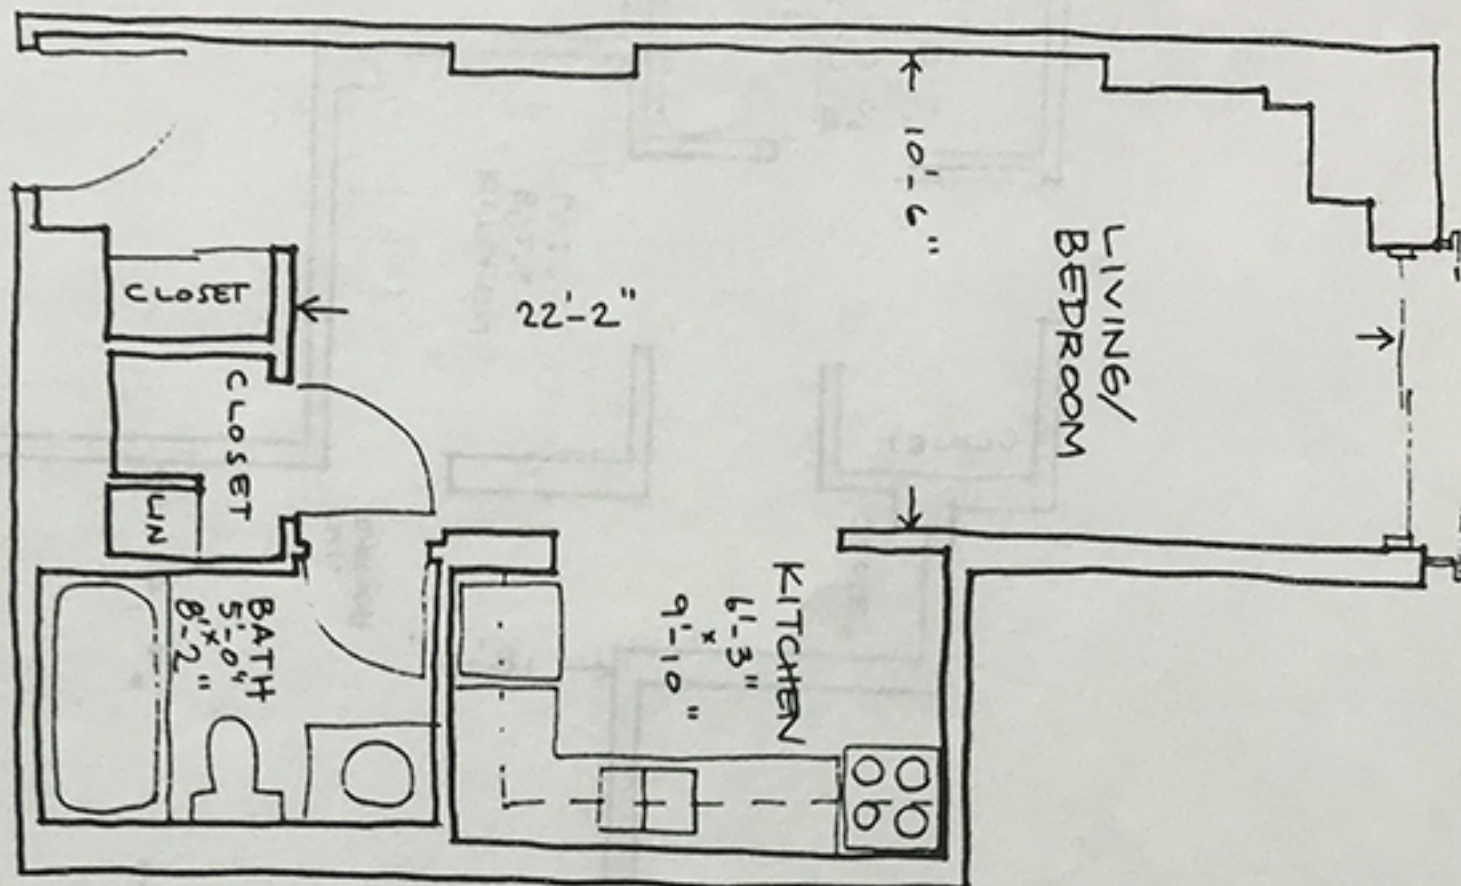 CLOSET
CLOSET
LIN
22'-2"
10'-6"
LIVING/
BEDROOM
BATH
5'-0"
x
8'-2"
KITCHEN
6'-3"
x
9'-10"